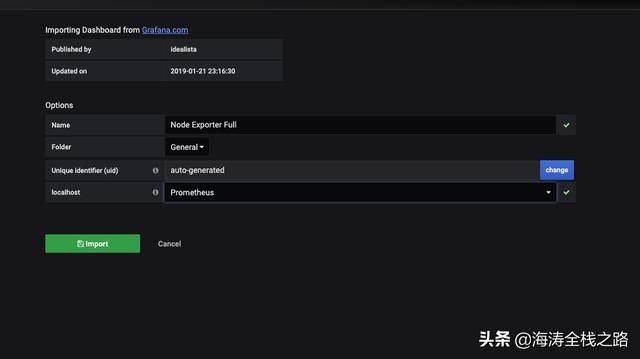 Importing Dashboard from Grafana.com
Published by idealista
Updated on 2019-01-21 23:16:30
Options
Name Node Exporter Full
Folder General
Unique identifier (uid) auto-generated change
localhost Prometheus
Import Cancel
头条 @海涛全栈之路